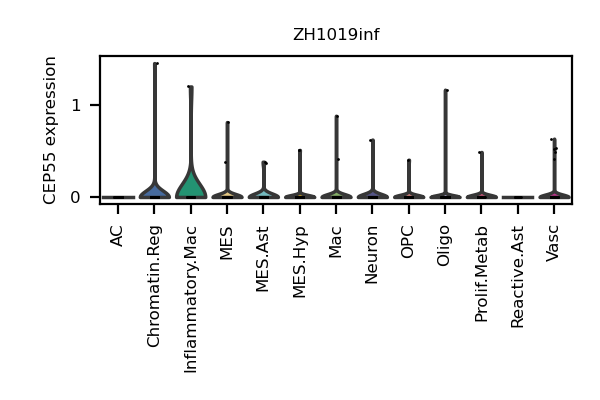 ZH1019inf
CEP55 expression
1
0
AC
Chromatin.Reg
Inflammatory.Mac
MES
MES.Ast
MES.Hyp
Mac
Neuron
OPC
Oligo
Prolif.Metab
Reactive.Ast
Vasc